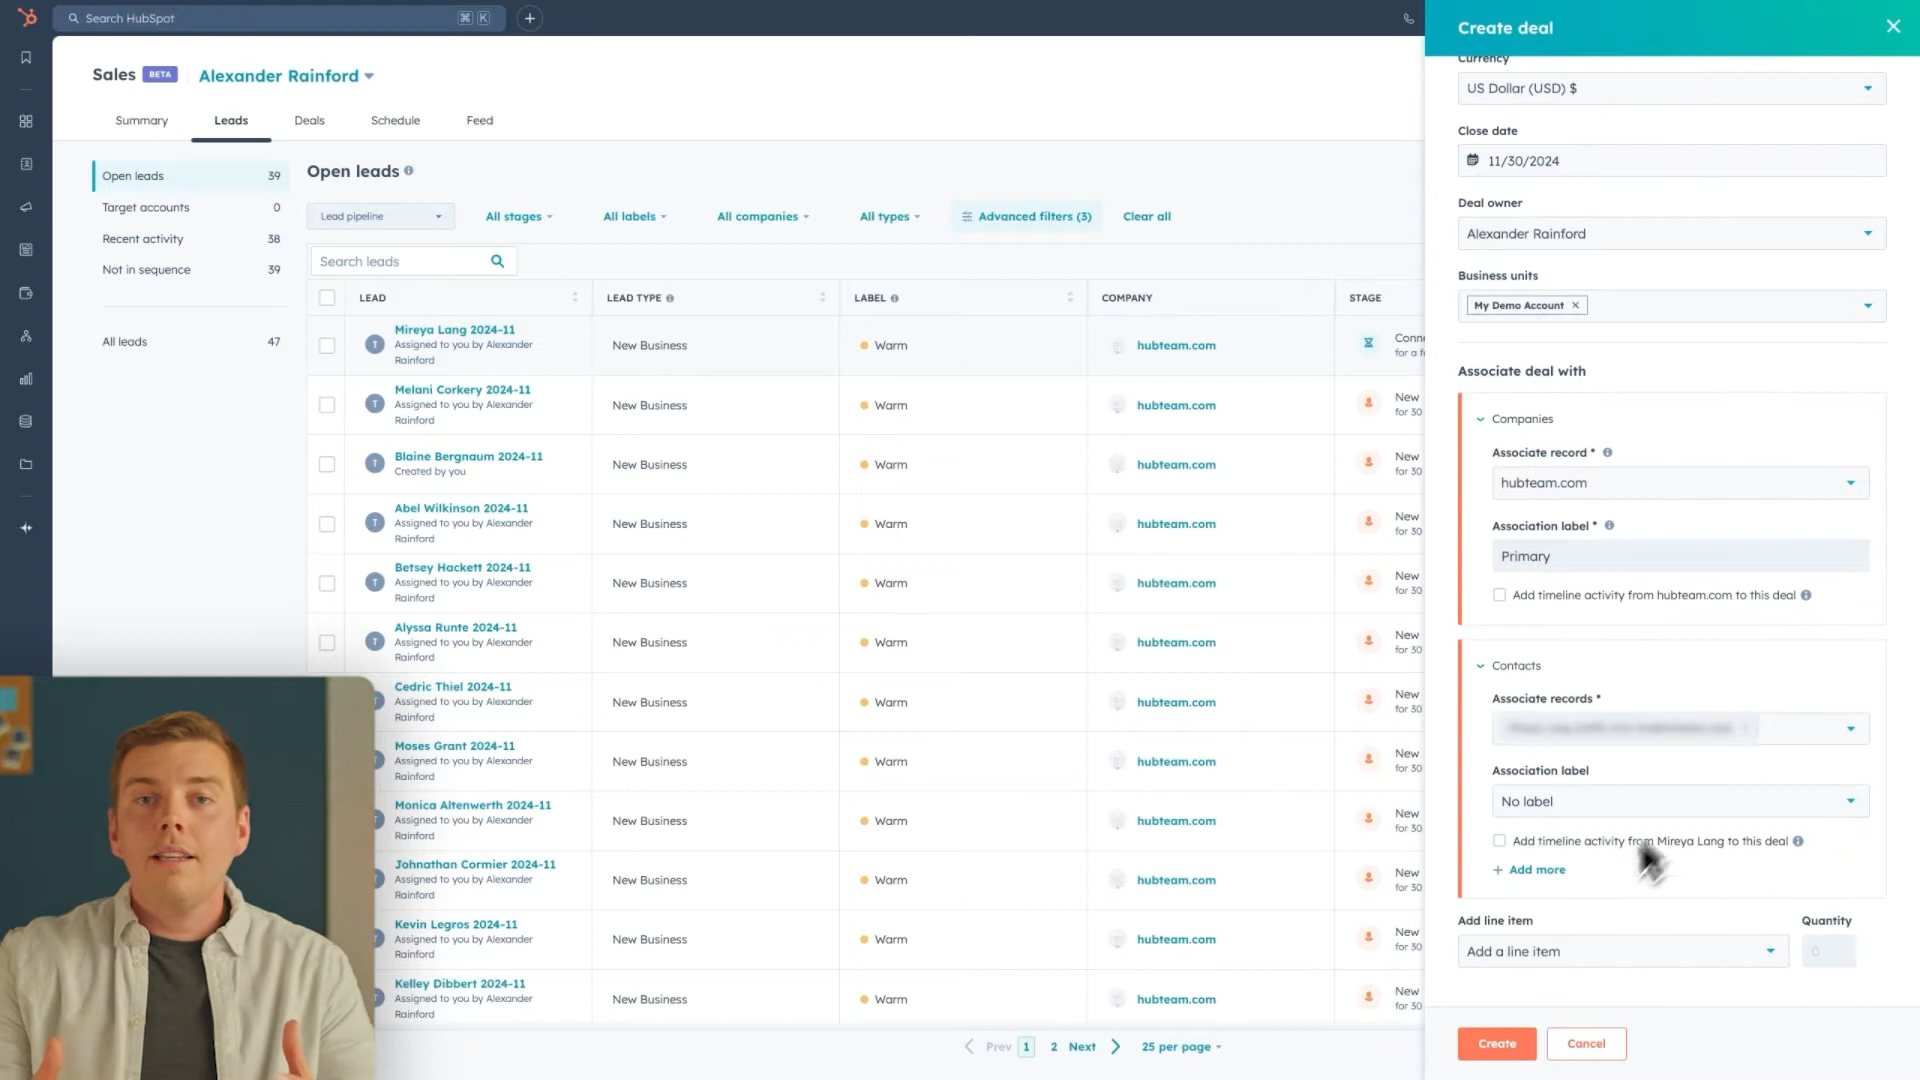 Search HubSpot
⌘ K
Create deal
Sales BETA Alexander Rainford
Summary Leads Deals Schedule Feed
Open leads 39
Target accounts 0
Recent activity 38
Not in sequence 39
All leads 47
Open leads
Lead pipeline All stages All labels All companies All types Advanced filters (3) Clear all
Search leads
LEAD LEAD TYPE LABEL COMPANY STAGE
Mireya Lang 2024-11
Assigned to you by Alexander
Rainford
T New Business Warm hubteam.com Conne
for a f
Melani Corkery 2024-11
Assigned to you by Alexander
Rainford
T New Business Warm hubteam.com New
for 30
Blaine Bergnaum 2024-11
Created by you
T New Business Warm hubteam.com New
for 30
Abel Wilkinson 2024-11
Assigned to you by Alexander
Rainford
T New Business Warm hubteam.com New
for 30
Betsey Hackett 2024-11
Assigned to you by Alexander
Rainford
T New Business Warm hubteam.com New
for 30
Alyssa Runte 2024-11
Assigned to you by Alexander
Rainford
T New Business Warm hubteam.com New
for 30
Cedric Thiel 2024-11
Assigned to you by Alexander
Rainford
New Business Warm hubteam.com New
for 30
Moses Grant 2024-11
Assigned to you by Alexander
Rainford
New Business Warm hubteam.com New
for 30
Monica Altenwerth 2024-11
Assigned to you by Alexander
Rainford
New Business Warm hubteam.com New
for 30
Johnathan Cormier 2024-11
Assigned to you by Alexander
Rainford
New Business Warm hubteam.com New
for 30
Kevin Legros 2024-11
Assigned to you by Alexander
Rainford
New Business Warm hubteam.com New
for 30
Kelley Dibbert 2024-11
Assigned to you by Alexander
Rainford
New Business Warm hubteam.com New
for 30
Prev 1 2 Next 25 per page
Currency
US Dollar (USD) $
Close date
11/30/2024
Deal owner
Alexander Rainford
Business units
My Demo Account ×
Associate deal with
Companies
Associate record *
hubteam.com
Association label *
Primary
Add timeline activity from hubteam.com to this deal
Contacts
Associate records *
Association label
No label
Add timeline activity from Mireya Lang to this deal
+ Add more
Add line item Quantity
Add a line item 0
Create Cancel